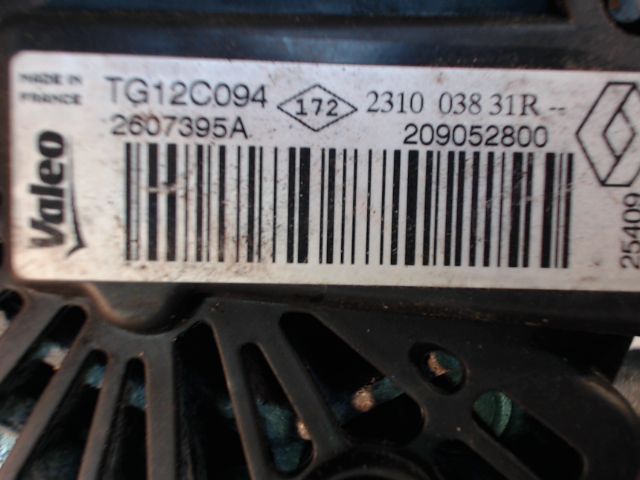 MADE IN
FRANCE
TG12C094 172 2310 038 31R --
2607395A 209052800
Valeo
25409